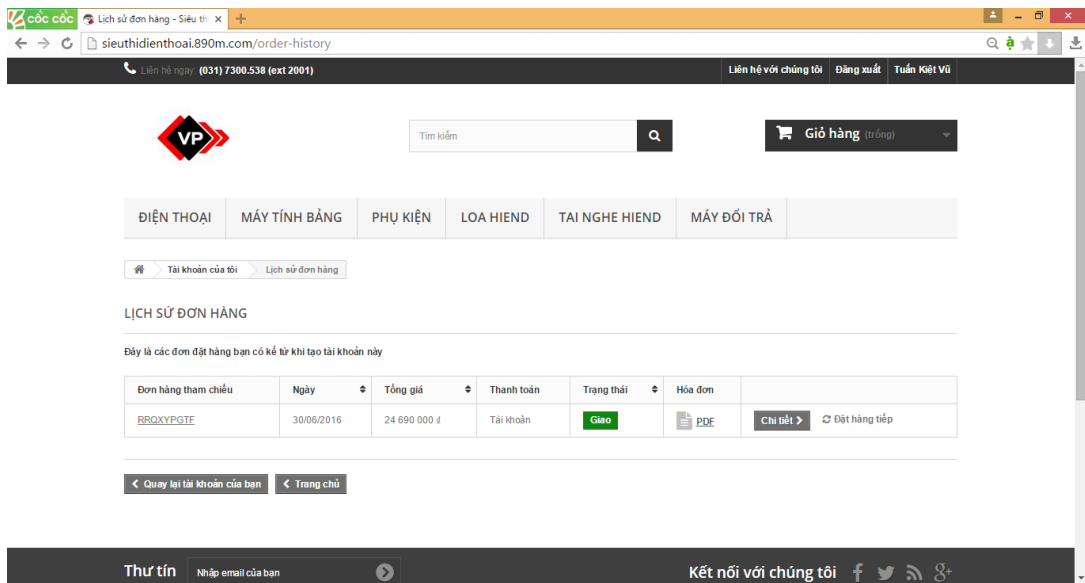 cốc cốc Lịch sử đơn hàng - Siêu th
sieuthidienthoai.890m.com/order-history
Liên hệ ngay: (031) 7300.538 (ext 2001) Liên hệ với chúng tôi Đăng xuất Tuấn Kiệt Vũ
VP Tìm kiếm Giỏ hàng (trống)
ĐIỆN THOẠI MÁY TÍNH BẢNG PHỤ KIỆN LOA HIEND TAI NGHE HIEND MÁY ĐỔI TRẢ
Tài khoản của tôi Lịch sử đơn hàng
LỊCH SỬ ĐƠN HÀNG
Đây là các đơn đặt hàng bạn có kể từ khi tạo tài khoản này
Đơn hàng tham chiếu Ngày Tổng giá Thanh toán Trạng thái Hóa đơn
RRQXYPGTF 30/06/2016 24 690 000 ₫ Tài khoản Giao PDF Chi tiết Đặt hàng tiếp
Quay lại tài khoản của bạn Trang chủ
Thư tín Nhập email của bạn Kết nối với chúng tôi